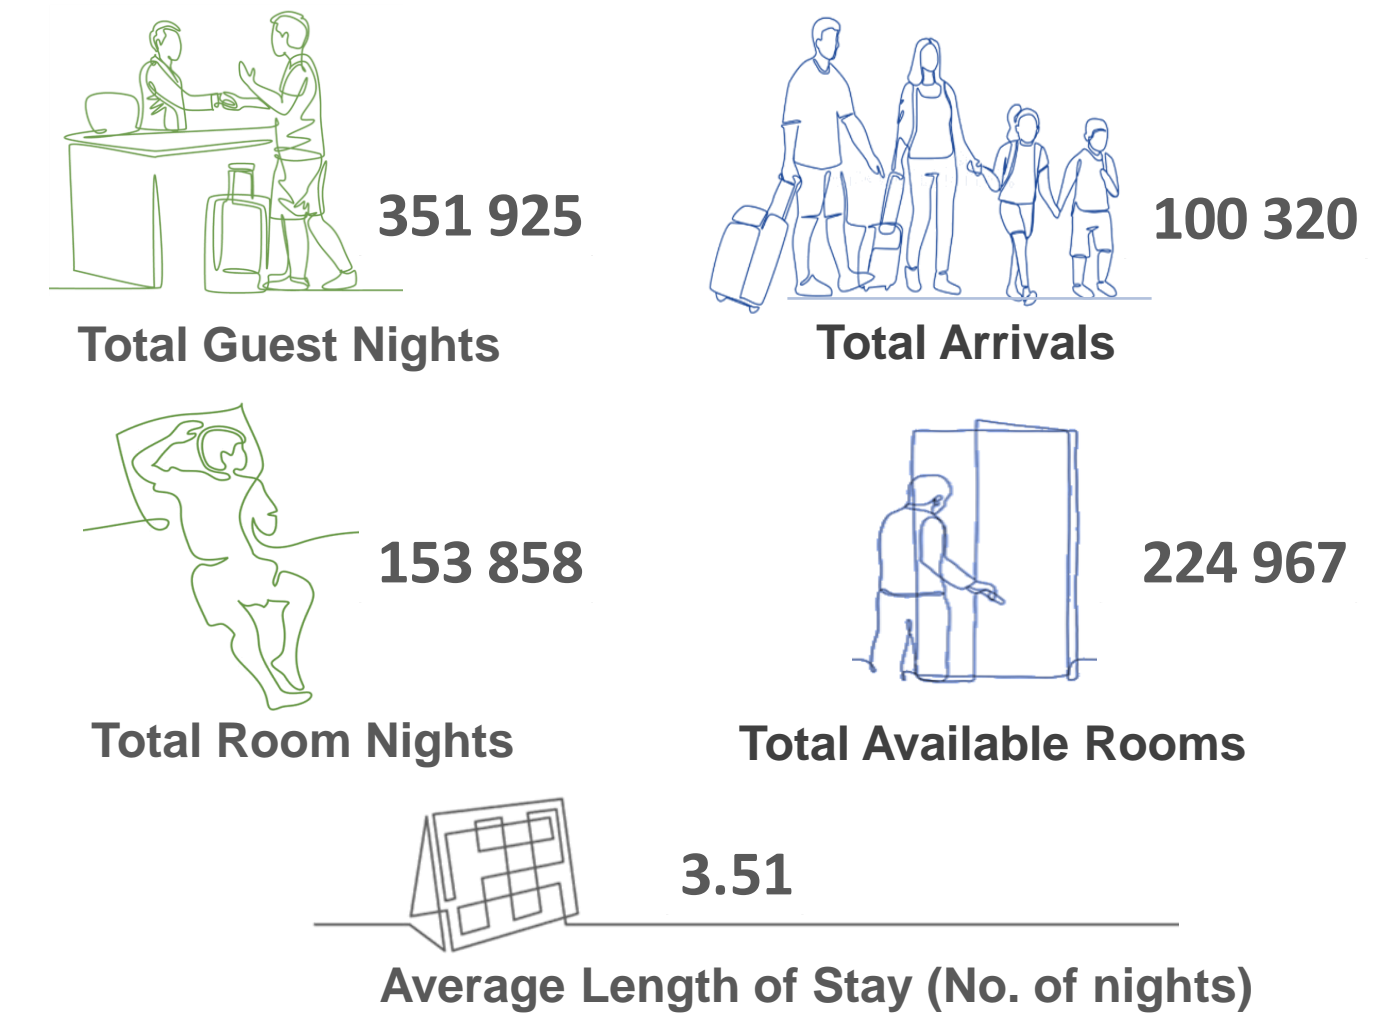 351 925
Total Guest Nights
100 320
Total Arrivals
153 858
Total Room Nights
224 967
Total Available Rooms
3.51
Average Length of Stay (No. of nights)